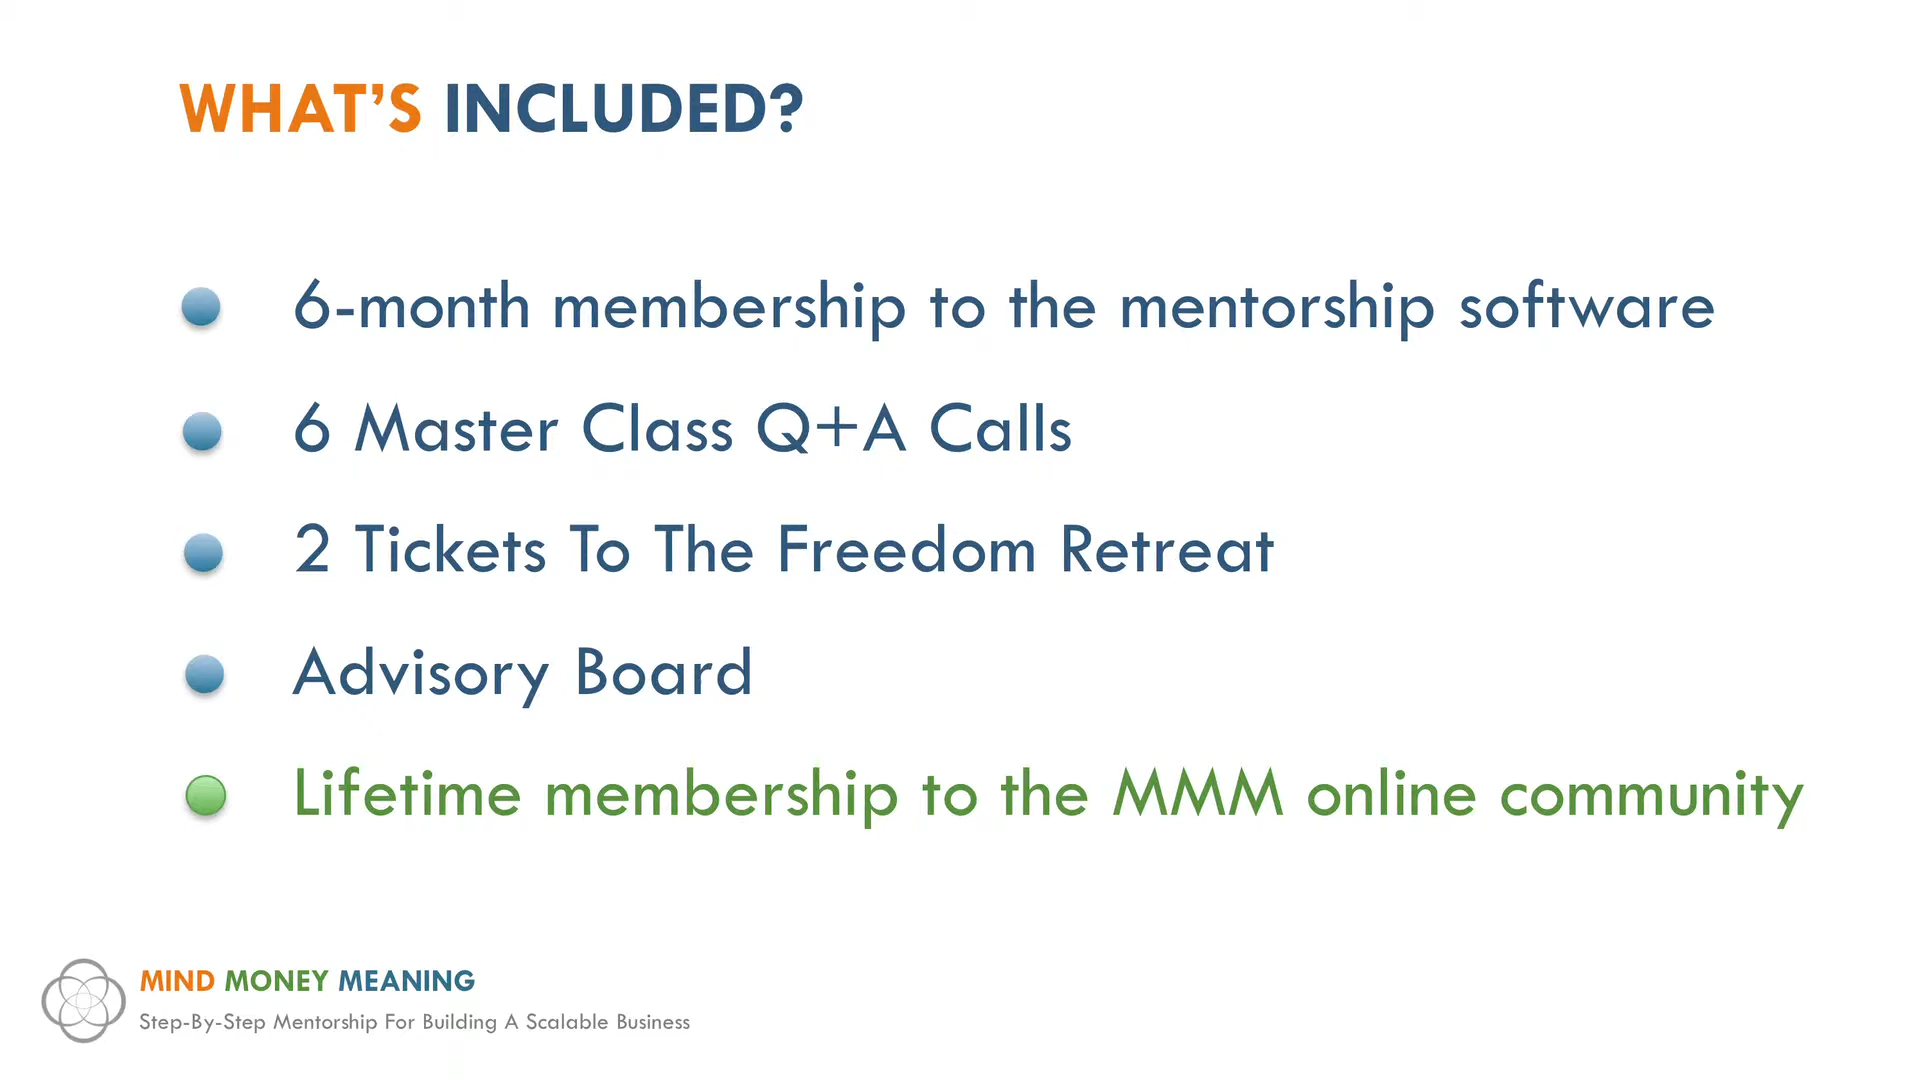 WHAT’S INCLUDED?
6-month membership to the mentorship software
6 Master Class Q+A Calls
2 Tickets To The Freedom Retreat
Advisory Board
Lifetime membership to the MMM online community
MIND MONEY MEANING
Step-By-Step Mentorship For Building A Scalable Business